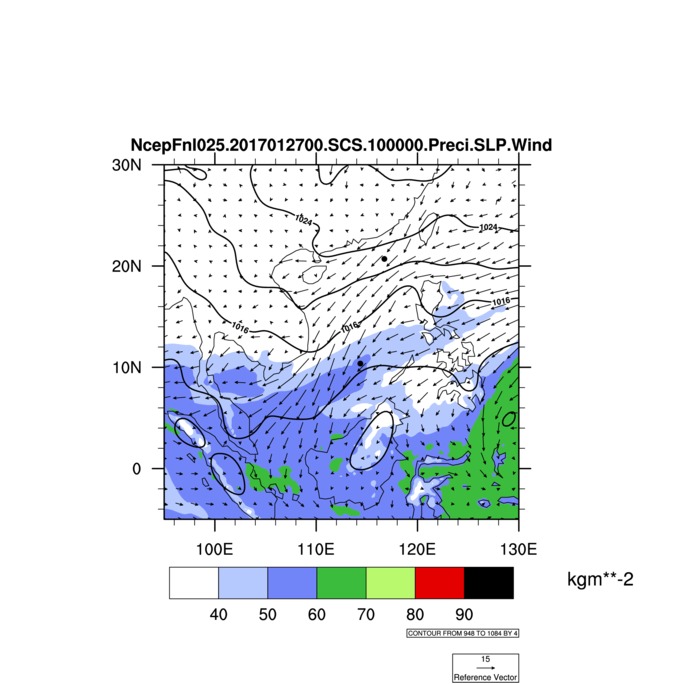 NcepFnl025.2017012700.SCS.100000.Preci.SLP.Wind
30N
1024
1024
20N
1016
1016
1016
10N
0
100E 110E 120E 130E
kgm**-2
40 50 60 70 80 90
CONTOUR FROM 948 TO 1084 BY 4
15
Reference Vector